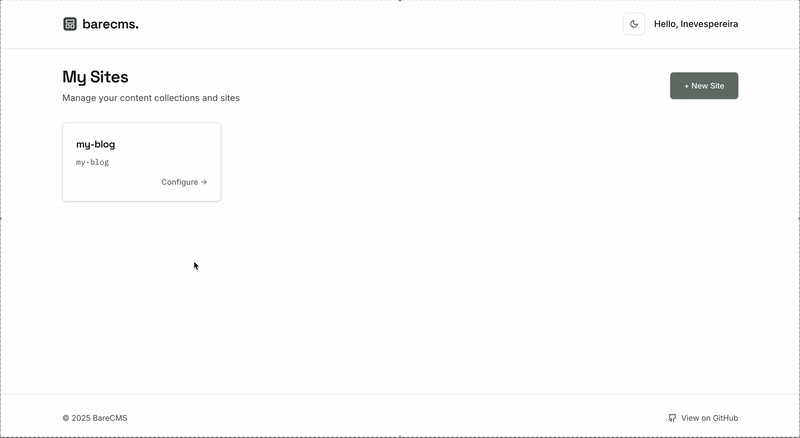 barecms.
Hello, Inevespereira
My Sites
Manage your content collections and sites
+ New Site
my-blog
my-blog
Configure →
© 2025 BareCMS
View on GitHub